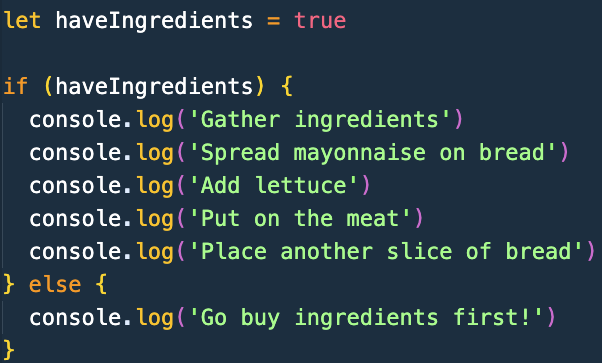 let haveIngredients = true
if (haveIngredients) {
  console.log('Gather ingredients')
  console.log('Spread mayonnaise on bread')
  console.log('Add lettuce')
  console.log('Put on the meat')
  console.log('Place another slice of bread')
} else {
  console.log('Go buy ingredients first!')
}